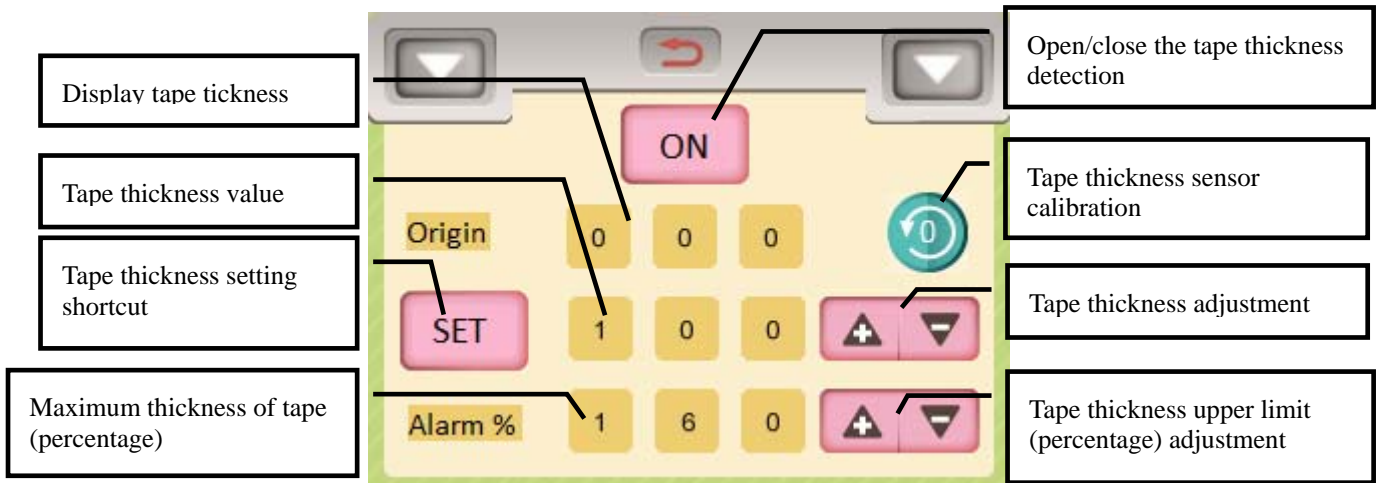 Display tape tickness
Tape thickness value
Tape thickness setting
shortcut
Maximum thickness of tape
(percentage)
ON
Origin 0 0 0 0
SET 1 0 0
Alarm % 1 6 0
Open/close the tape thickness
detection
Tape thickness sensor
calibration
Tape thickness adjustment
Tape thickness upper limit
(percentage) adjustment